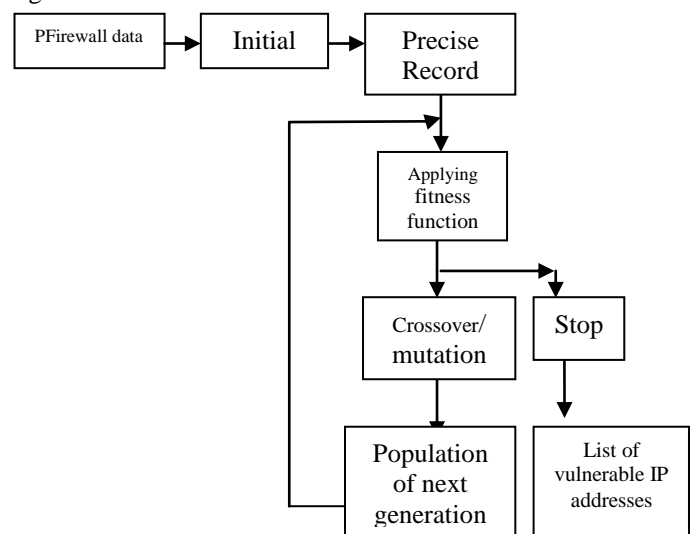 PFirewall data
Initial
Precise
Record
Applying
fitness
function
Crossover/
mutation
Stop
Population
of next
generation
List of
vulnerable IP
addresses